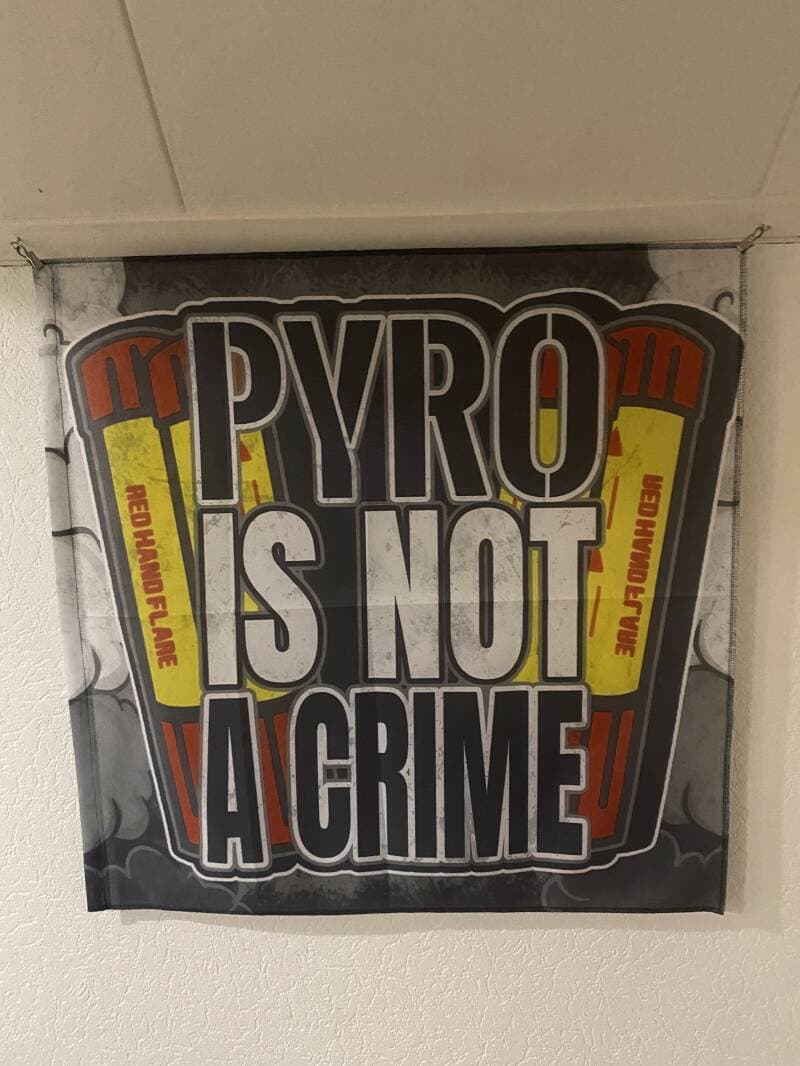 PYRO
IS NOT
A CRIME
RED HAND FLARE
RED HAND FLARE